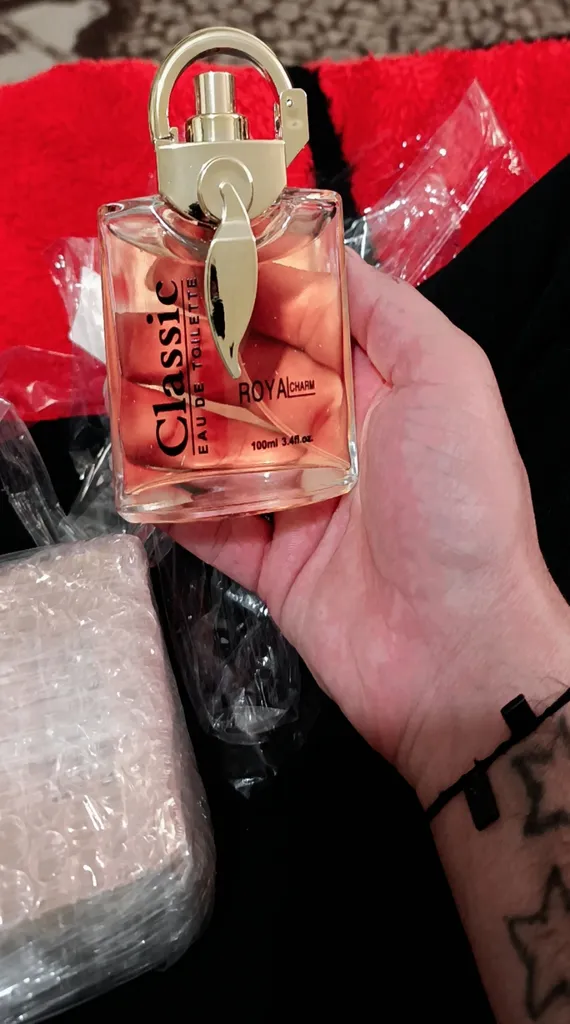 Classic
EAU DE TOILETTE
ROYAL CHARM
100ml 3.4fl.oz.